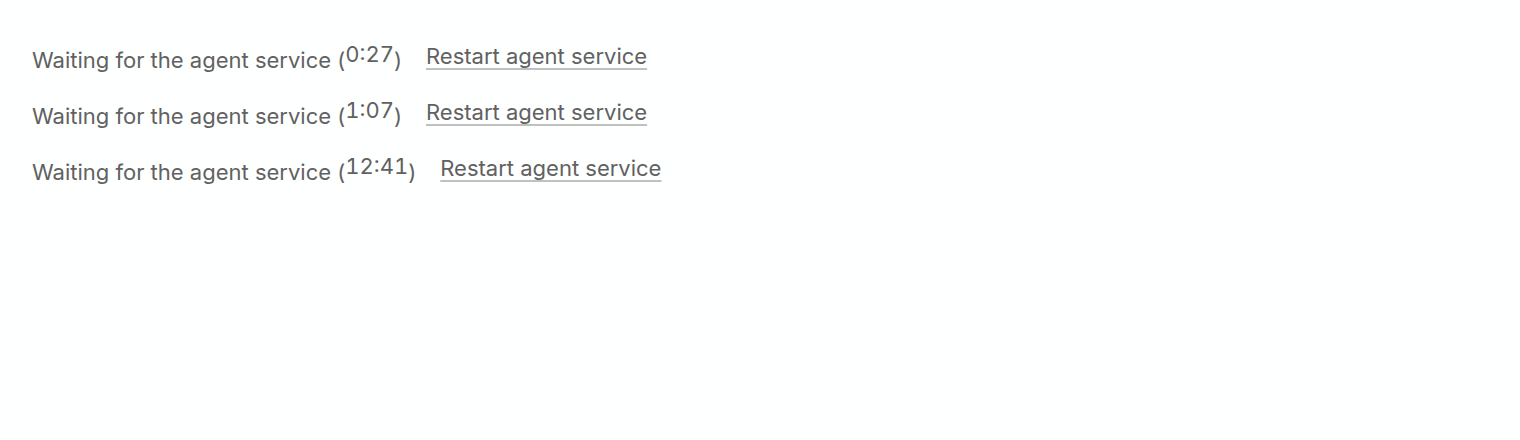 Waiting for the agent service (0:27) Restart agent service
Waiting for the agent service (1:07) Restart agent service
Waiting for the agent service (12:41) Restart agent service